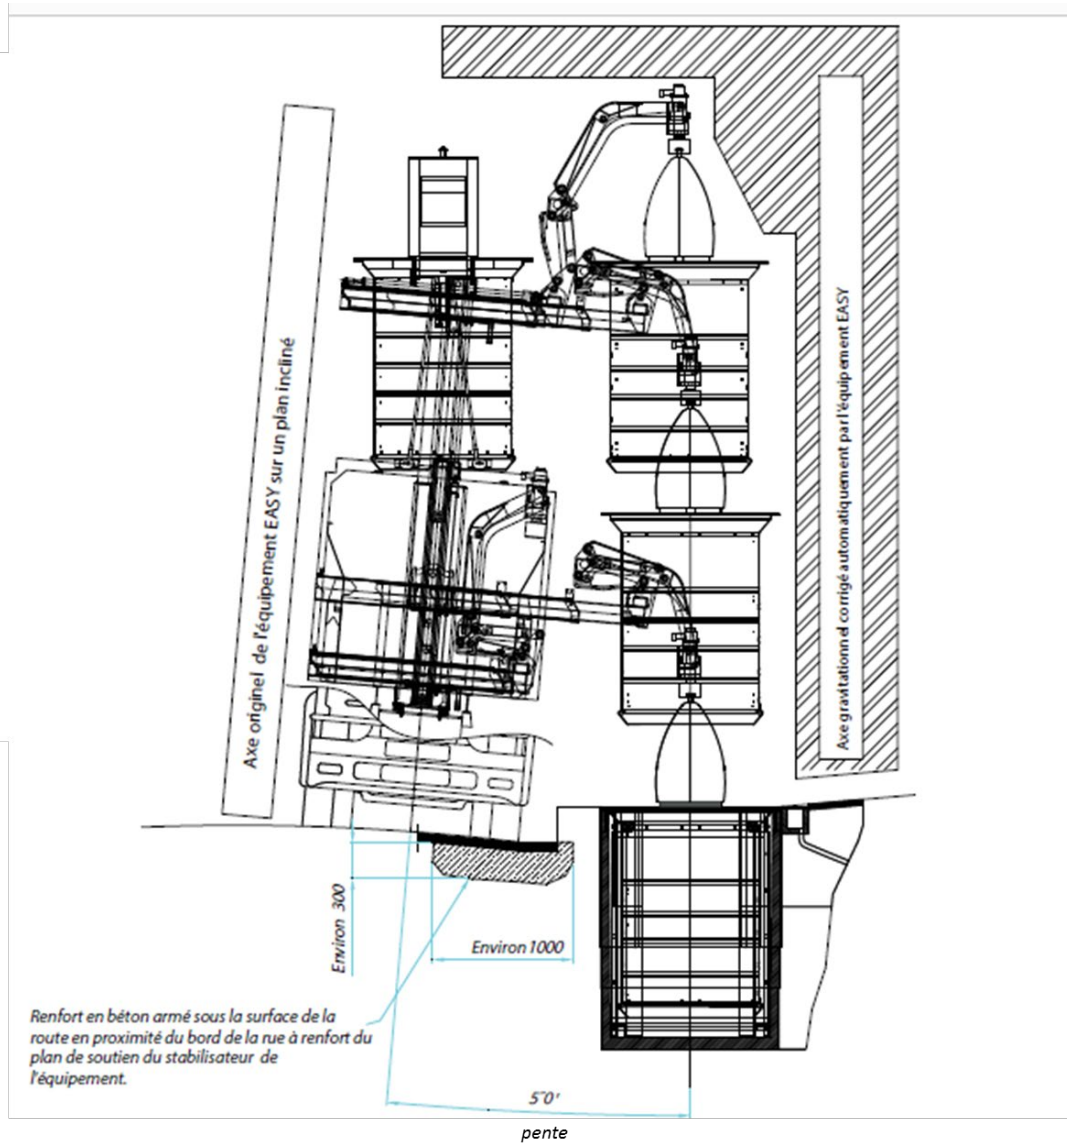 Axe originel de l'équipement EASY sur un plan incliné
Axe gravitationnel corrigé automatiquement par l'équipement EASY
Environ 300
Environ 1000
Renfort en béton armé sous la surface de la
route en proximité du bord de la rue à renfort du
plan de soutien du stabilisateur de
l'équipement.
5°0'
pente